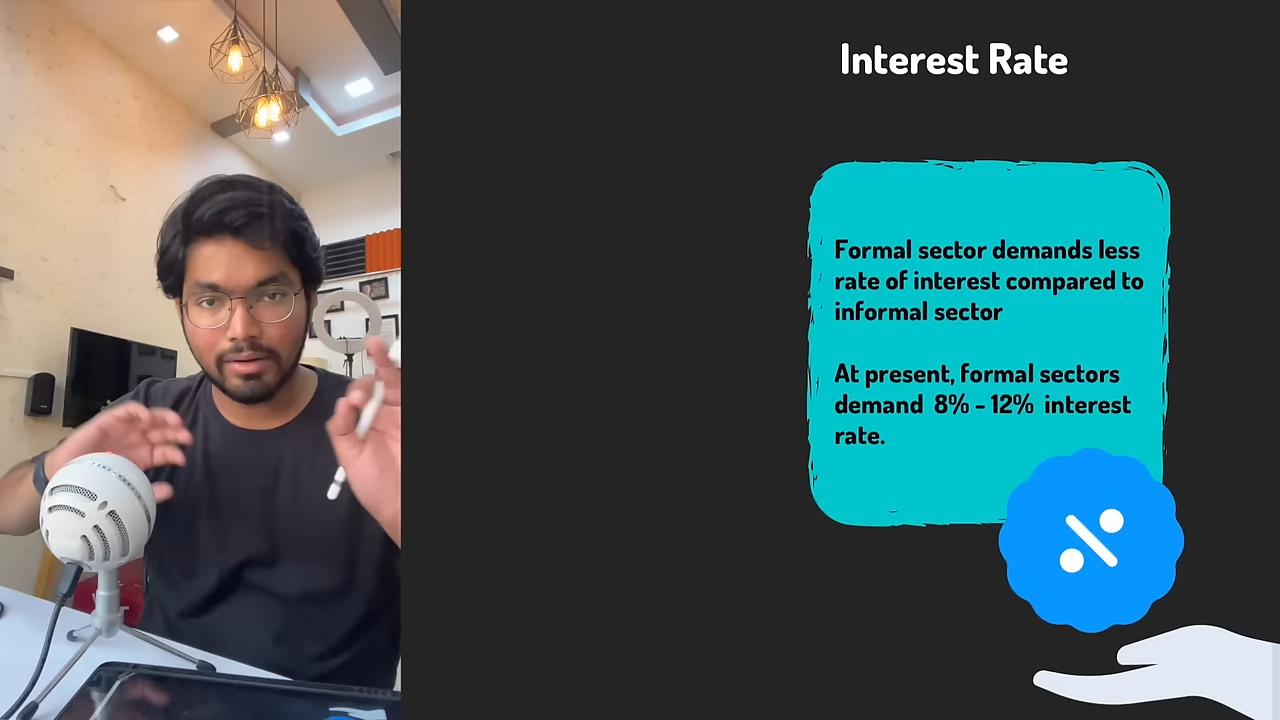 Interest Rate
Formal sector demands less
rate of interest compared to
informal sector
At present, formal sectors
demand 8% - 12% interest
rate.